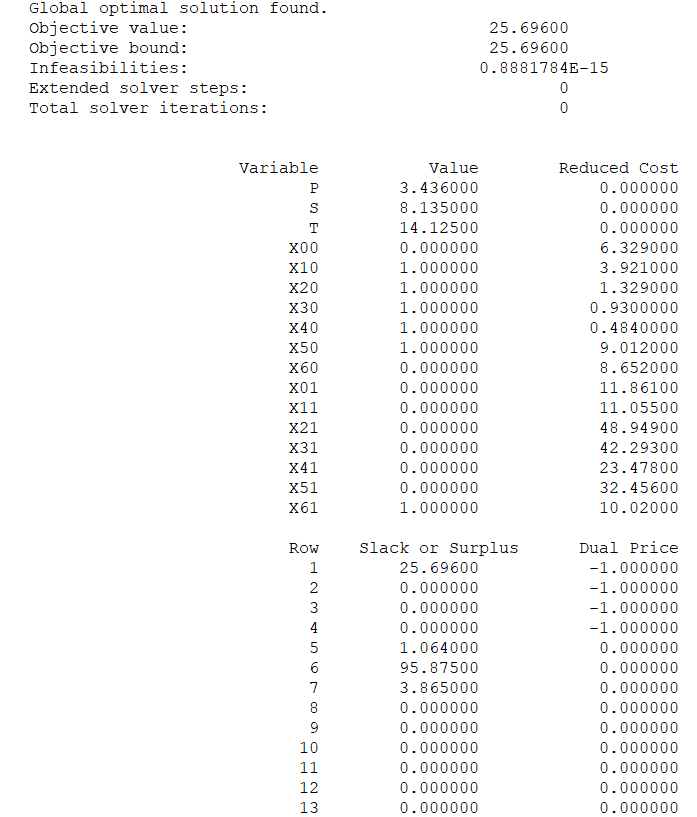 Global optimal solution found.
Objective value: 25.69600
Objective bound: 25.69600
Infeasibilities: 0.8881784E-15
Extended solver steps: 0
Total solver iterations: 0
Variable Value Reduced Cost
P 3.436000 0.000000
S 8.135000 0.000000
T 14.12500 0.000000
X00 0.000000 6.329000
X10 1.000000 3.921000
X20 1.000000 1.329000
X30 1.000000 0.9300000
X40 1.000000 0.4840000
X50 1.000000 9.012000
X60 0.000000 8.652000
X01 0.000000 11.86100
X11 0.000000 11.05500
X21 0.000000 48.94900
X31 0.000000 42.29300
X41 0.000000 23.47800
X51 0.000000 32.45600
X61 1.000000 10.02000
Row Slack or Surplus Dual Price
1 25.69600 -1.000000
2 0.000000 -1.000000
3 0.000000 -1.000000
4 0.000000 -1.000000
5 1.064000 0.000000
6 95.87500 0.000000
7 3.865000 0.000000
8 0.000000 0.000000
9 0.000000 0.000000
10 0.000000 0.000000
11 0.000000 0.000000
12 0.000000 0.000000
13 0.000000 0.000000